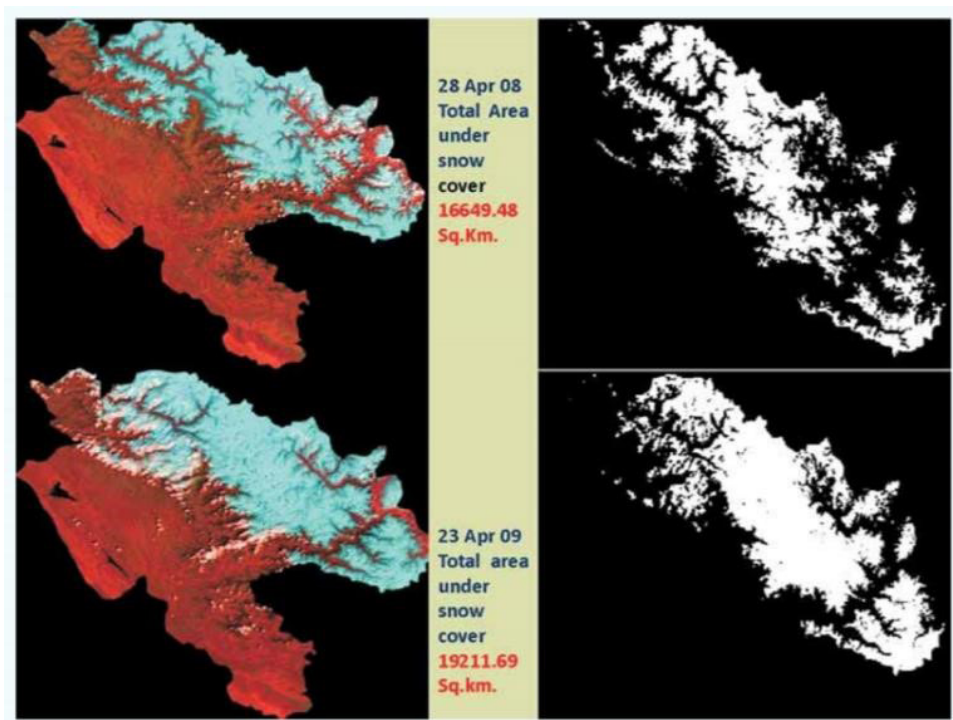 28 Apr 08
Total Area
under
snow
cover
16649.48
Sq.Km.
23 Apr 09
Total area
under
snow
cover
19211.69
Sq.km.